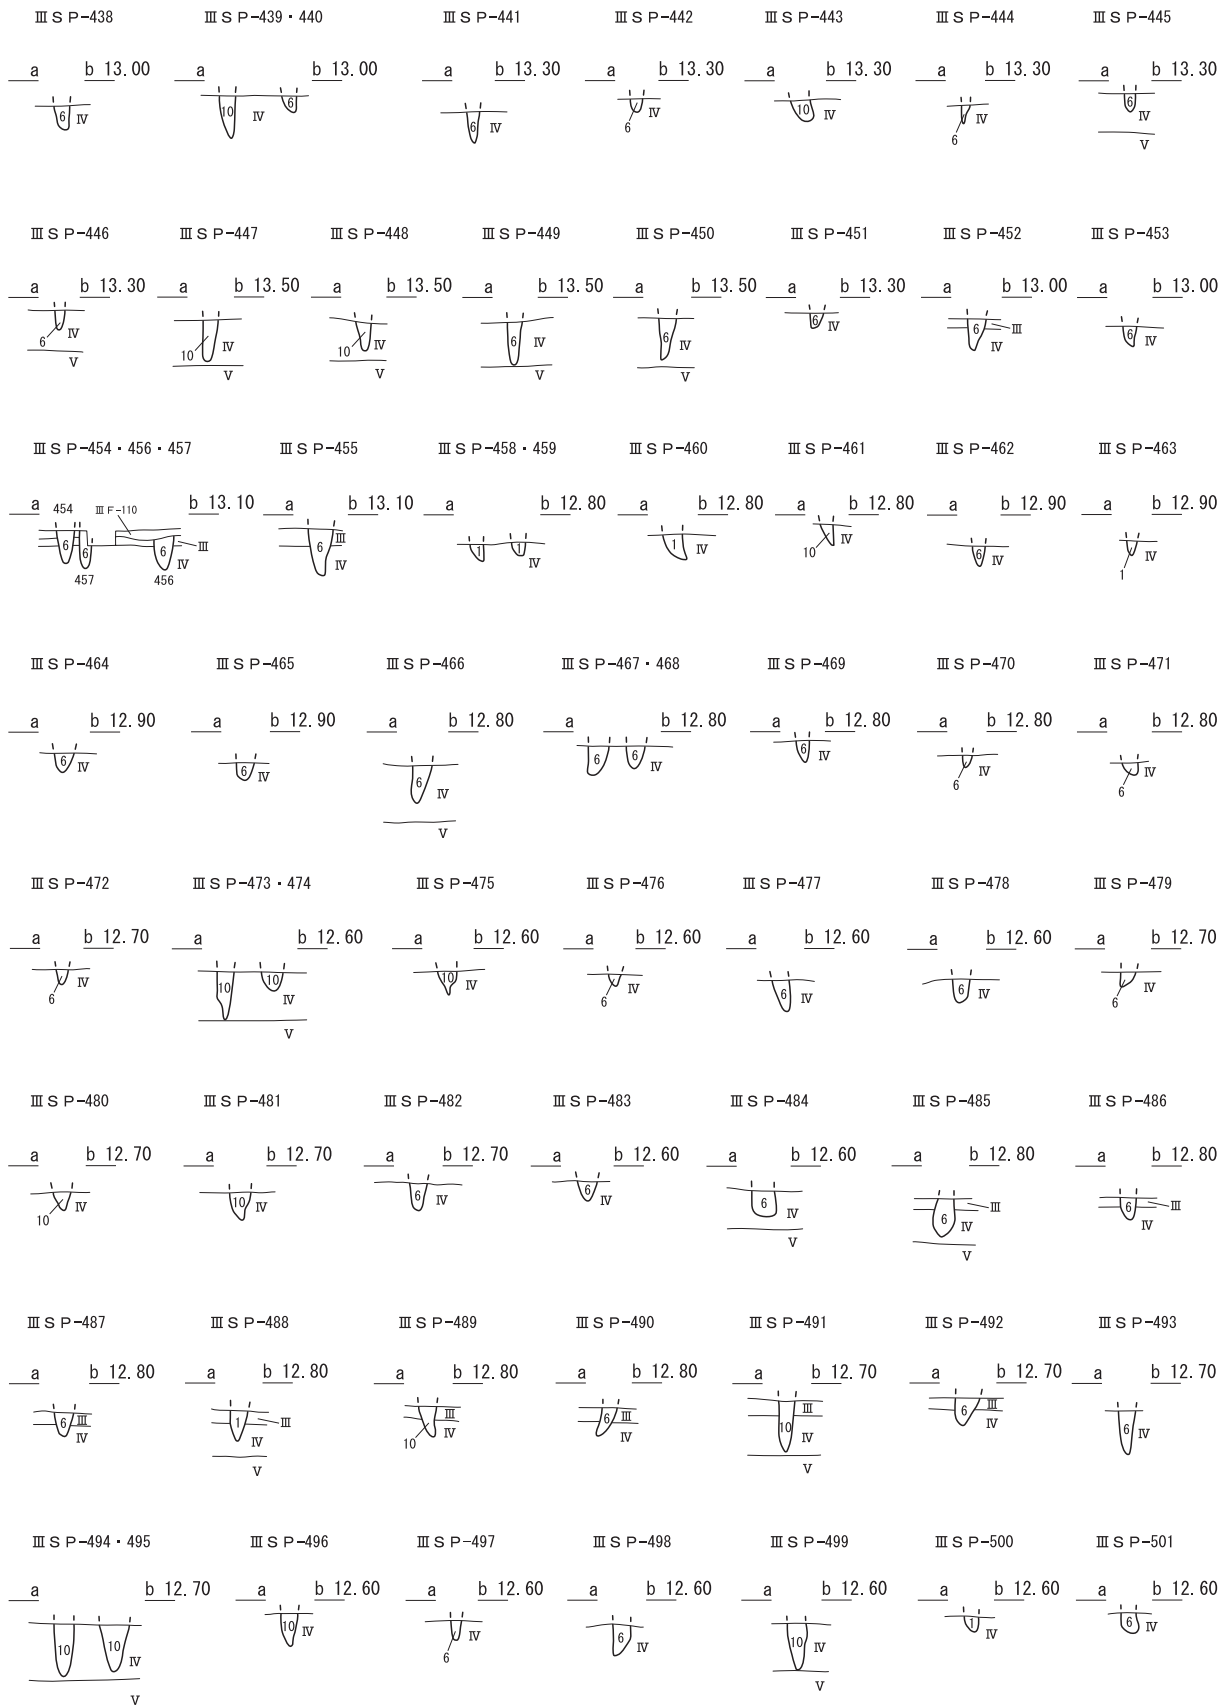 ⅢＳＰ-438 ⅢＳＰ-439・440 ⅢＳＰ-441 ⅢＳＰ-442 ⅢＳＰ-443 ⅢＳＰ-444 ⅢＳＰ-445
a b 13.00 a b 13.00 a b 13.30 a b 13.30 a b 13.30 a b 13.30 a b 13.30
6 Ⅳ 10 Ⅳ 6 6 Ⅳ 6 Ⅳ 10 Ⅳ 6 Ⅳ 6 Ⅳ
Ⅴ
ⅢＳＰ-446 ⅢＳＰ-447 ⅢＳＰ-448 ⅢＳＰ-449 ⅢＳＰ-450 ⅢＳＰ-451 ⅢＳＰ-452 ⅢＳＰ-453
a b 13.30 a b 13.50 a b 13.50 a b 13.50 a b 13.50 a b 13.30 a b 13.00 a b 13.00
6 Ⅳ 10 Ⅳ 10 Ⅳ 6 Ⅳ 6 Ⅳ 6 Ⅳ 6 Ⅲ Ⅳ 6 Ⅳ
Ⅴ Ⅴ Ⅴ Ⅴ Ⅴ
ⅢＳＰ-454・456・457 ⅢＳＰ-455 ⅢＳＰ-458・459 ⅢＳＰ-460 ⅢＳＰ-461 ⅢＳＰ-462 ⅢＳＰ-463
a b 13.10 a b 13.10 a b 12.80 a b 12.80 a b 12.80 a b 12.90 a b 12.90
454 ⅢF-110
6 6 6 Ⅲ Ⅳ 6 Ⅲ Ⅳ 1 1 Ⅳ 1 Ⅳ 10 Ⅳ 6 Ⅳ 1 Ⅳ
457 456
ⅢＳＰ-464 ⅢＳＰ-465 ⅢＳＰ-466 ⅢＳＰ-467・468 ⅢＳＰ-469 ⅢＳＰ-470 ⅢＳＰ-471
a b 12.90 a b 12.90 a b 12.80 a b 12.80 a b 12.80 a b 12.80 a b 12.80
6 Ⅳ 6 Ⅳ 6 Ⅳ 6 6 Ⅳ 6 Ⅳ 6 Ⅳ 6 Ⅳ
Ⅴ
ⅢＳＰ-472 ⅢＳＰ-473・474 ⅢＳＰ-475 ⅢＳＰ-476 ⅢＳＰ-477 ⅢＳＰ-478 ⅢＳＰ-479
a b 12.70 a b 12.60 a b 12.60 a b 12.60 a b 12.60 a b 12.60 a b 12.70
6 Ⅳ 10 10 Ⅳ 10 Ⅳ 6 Ⅳ 6 Ⅳ 6 Ⅳ 6 Ⅳ
Ⅴ
ⅢＳＰ-480 ⅢＳＰ-481 ⅢＳＰ-482 ⅢＳＰ-483 ⅢＳＰ-484 ⅢＳＰ-485 ⅢＳＰ-486
a b 12.70 a b 12.70 a b 12.70 a b 12.60 a b 12.60 a b 12.80 a b 12.80
10 Ⅳ 10 Ⅳ 6 Ⅳ 6 Ⅳ 6 Ⅳ 6 Ⅲ Ⅳ 6 Ⅲ Ⅳ
Ⅴ Ⅴ
ⅢＳＰ-487 ⅢＳＰ-488 ⅢＳＰ-489 ⅢＳＰ-490 ⅢＳＰ-491 ⅢＳＰ-492 ⅢＳＰ-493
a b 12.80 a b 12.80 a b 12.80 a b 12.80 a b 12.70 a b 12.70 a b 12.70
6 Ⅲ Ⅳ 1 Ⅲ Ⅳ 10 Ⅲ Ⅳ 6 Ⅲ Ⅳ 10 Ⅲ Ⅳ 6 Ⅲ Ⅳ 6 Ⅳ
Ⅴ Ⅴ
ⅢＳＰ-494・495 ⅢＳＰ-496 ⅢＳＰ-497 ⅢＳＰ-498 ⅢＳＰ-499 ⅢＳＰ-500 ⅢＳＰ-501
a b 12.70 a b 12.60 a b 12.60 a b 12.60 a b 12.60 a b 12.60 a b 12.60
10 10 Ⅳ 10 Ⅳ 6 Ⅳ 6 Ⅳ 10 Ⅳ 1 Ⅳ 6 Ⅳ
Ⅴ Ⅴ